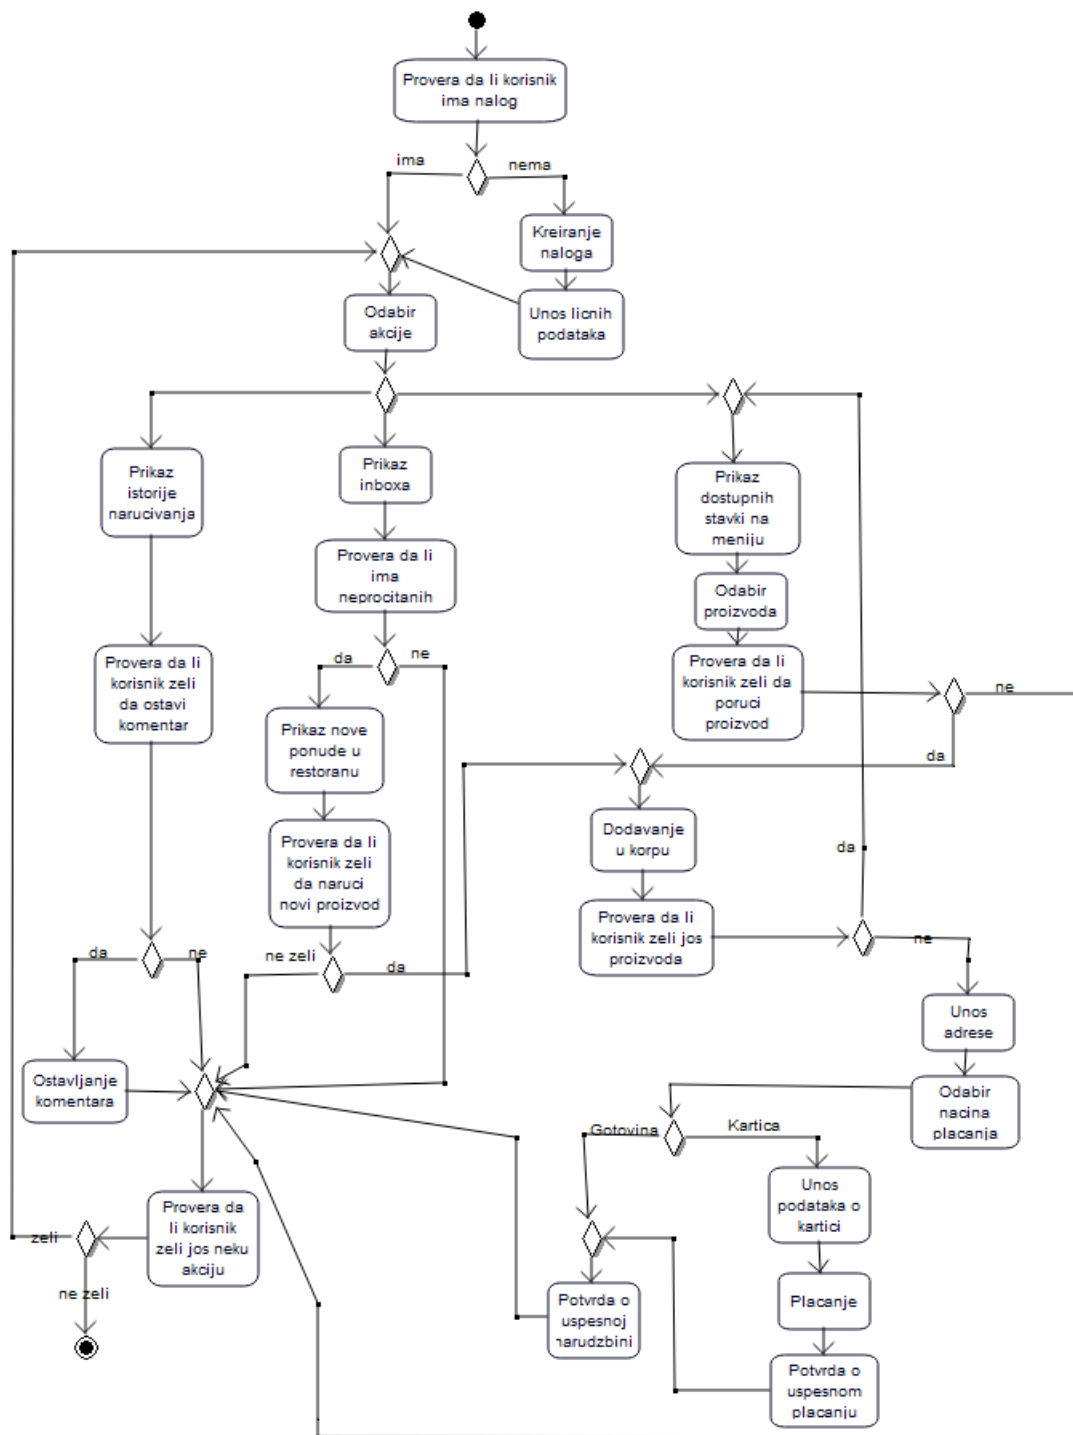 Provera da li korisnik
ima nalog
ima
nema
Kreiranje
naloga
Unos licnih
podataka
Odabir
akcije
Prikaz
istorije
narucivanja
Prikaz
inboxa
Prikaz
dostupnih
stavki na
meniju
Provera da li
ima
neprocitanih
Odabir
proizvoda
Provera da li
korisnik zeli
da ostavi
komentar
da
ne
Provera da li
korisnik zeli da
poruci
proizvod
ne
da
Prikaz nove
ponude u
restoranu
Dodavanje
u korpu
Provera da li
korisnik zeli
da naruci
novi proizvod
da
Provera da li
korisnik zeli jos
proizvoda
ne
da
ne
ne zeli
da
Unos
adrese
Ostavljanje
komentara
Odabir
nacina
placanja
Gotovina
Kartica
Unos
podataka o
kartici
Provera da
li korisnik
zeli jos neku
akciju
zeli
ne zeli
Potvrda o
uspesnoj
narudzbini
Placanje
Potvrda o
uspesnom
placanju